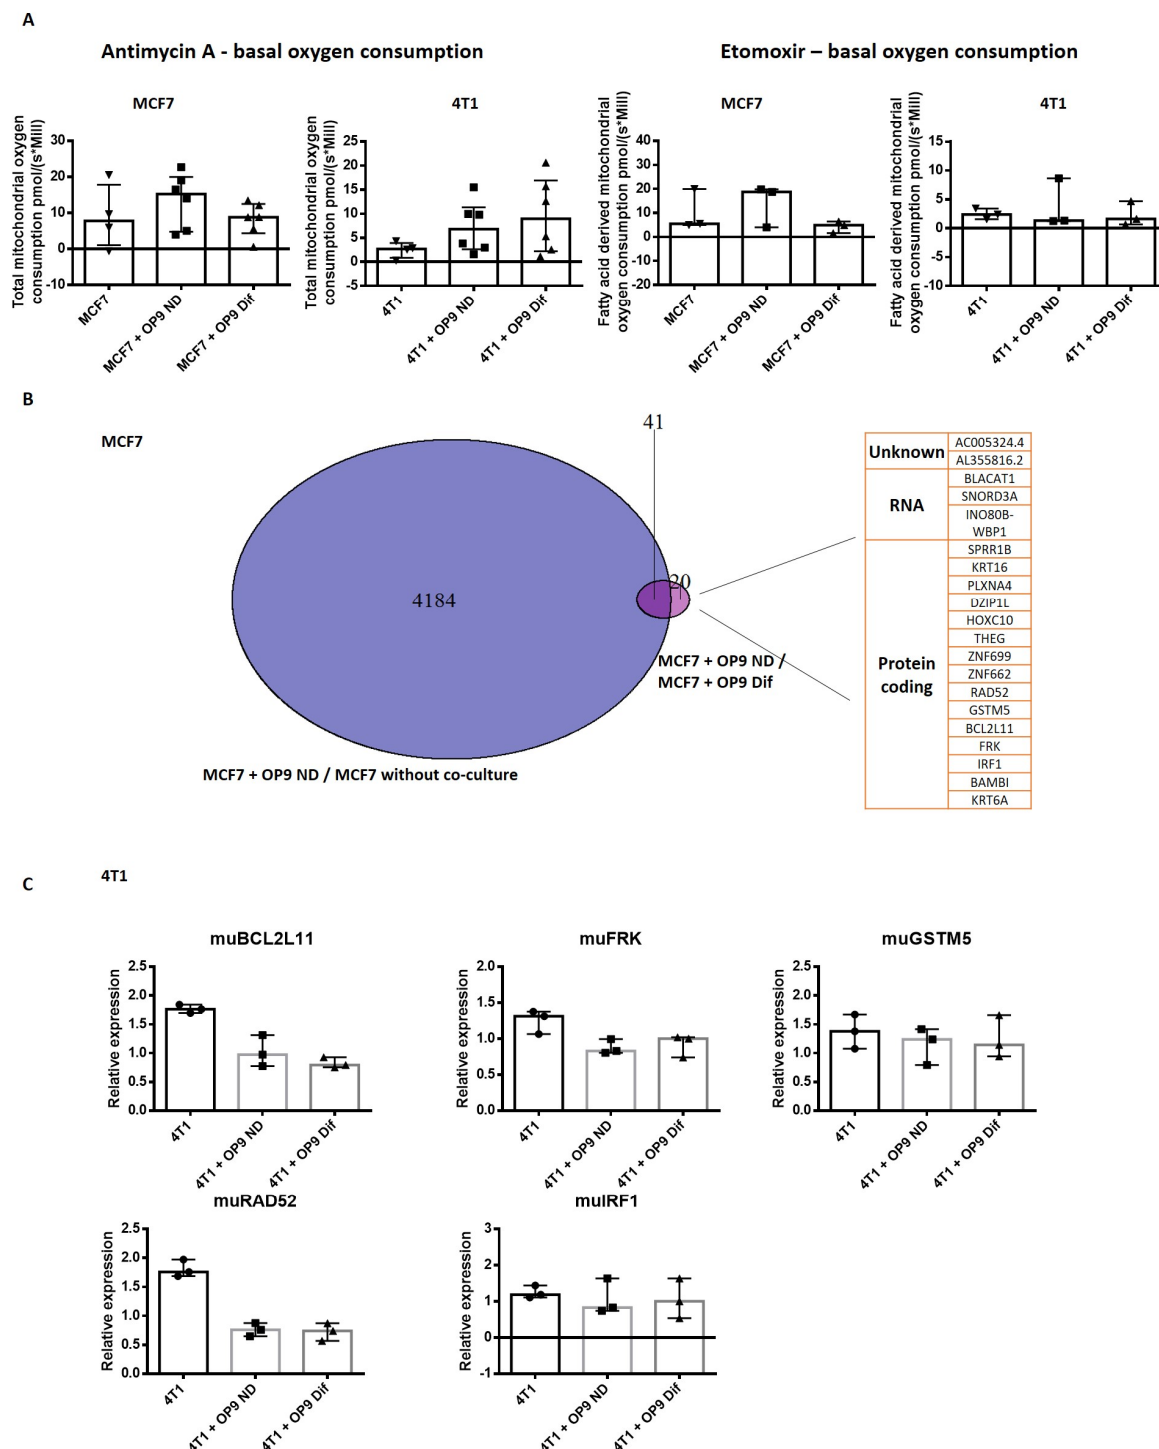 A
Antimycin A - basal oxygen consumption
Etomoxir – basal oxygen consumption
MCF7
Total mitochondrial oxygen
consumption pmol/(s*Mill)
30
20
10
0
-10
MCF7
MCF7 + OP9 ND
MCF7 + OP9 Dif
4T1
Total mitochondrial oxygen
consumption pmol/(s*Mill)
25
20
15
10
5
0
-5
4T1
4T1 + OP9 ND
4T1 + OP9 Dif
MCF7
Fatty acid derived mitochondrial
oxygen consumption pmol/(s*Mill)
40
30
20
10
0
-10
-20
MCF7
MCF7 + OP9 ND
MCF7 + OP9 Dif
4T1
Fatty acid derived mitochondrial
oxygen consumption pmol/(s*Mill)
15
10
5
0
-5
-10
4T1
4T1 + OP9 ND
4T1 + OP9 Dif
B
MCF7
41
4184
20
MCF7 + OP9 ND /
MCF7 + OP9 Dif
MCF7 + OP9 ND / MCF7 without co-culture
Unknown
AC005324.4
AL355816.2
RNA
BLACAT1
SNORD3A
INO80B-
WBP1
Protein
coding
SPRR1B
KRT16
PLXNA4
DZIP1L
HOXC10
THEG
ZNF699
ZNF662
RAD52
GSTM5
BCL2L11
FRK
IRF1
BAMBI
KRT6A
C
4T1
muBCL2L11
Relative expression
2.5
2.0
1.5
1.0
0.5
0.0
4T1
4T1 + OP9 ND
4T1 + OP9 Dif
muFRK
Relative expression
2.0
1.5
1.0
0.5
0.0
4T1
4T1 + OP9 ND
4T1 + OP9 Dif
muGSTM5
Relative expression
2.5
2.0
1.5
1.0
0.5
0.0
4T1
4T1 + OP9 ND
4T1 + OP9 Dif
muRAD52
Relative expression
2.5
2.0
1.5
1.0
0.5
0.0
4T1
4T1 + OP9 ND
4T1 + OP9 Dif
muIRF1
Relative expression
3
2
1
0
-1
4T1
4T1 + OP9 ND
4T1 + OP9 Dif